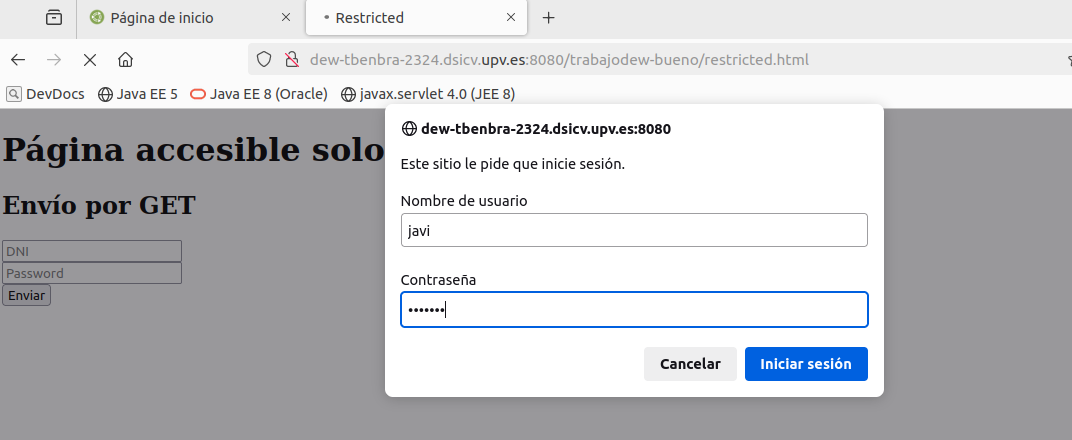 Página de inicio
Restricted
dew-tbenbra-2324.dsicv.upv.es:8080/trabajodew-bueno/restricted.html
DevDocs Java EE 5 Java EE 8 (Oracle) javax.servlet 4.0 (JEE 8)
Página accesible solo
Envío por GET
DNI
Password
Enviar
dew-tbenbra-2324.dsicv.upv.es:8080
Este sitio le pide que inicie sesión.
Nombre de usuario
javi
Contraseña
•••••••
Cancelar Iniciar sesión